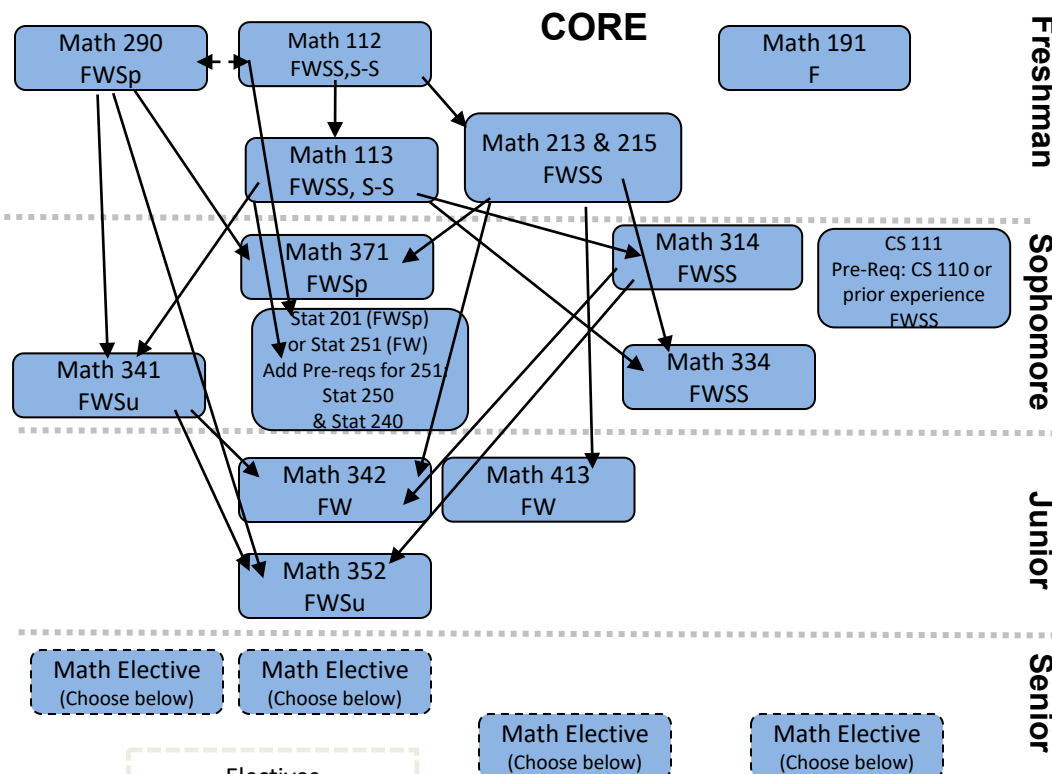 CORE
Freshman
Math 290
FWSp
Math 112
FWSS,S-S
Math 191
F
Math 113
FWSS, S-S
Math 213 & 215
FWSS
Sophomore
Math 371
FWSp
Math 314
FWSS
CS 111
Pre-Req: CS 110 or
prior experience
FWSS
Stat 201 (FWSp)
or Stat 251 (FW)
Add Pre-reqs for 251:
Stat 250
& Stat 240
Math 341
FWSu
Math 334
FWSS
Junior
Math 342
FW
Math 413
FW
Math 352
FWSu
Senior
Math Elective
(Choose below)
Math Elective
(Choose below)
Math Elective
(Choose below)
Math Elective
(Choose below)
Electives